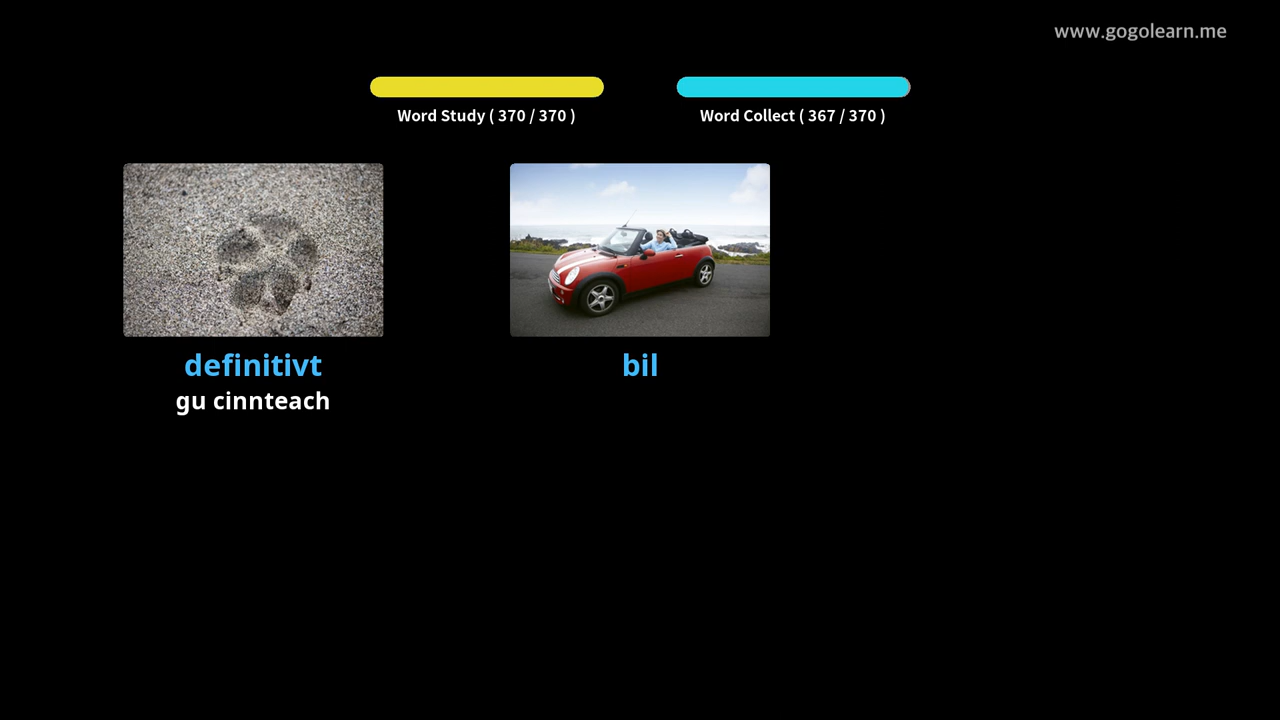 www.gogolearn.me
Word Study ( 370 / 370 )
Word Collect ( 367 / 370 )
definitivt
gu cinnteach
bil